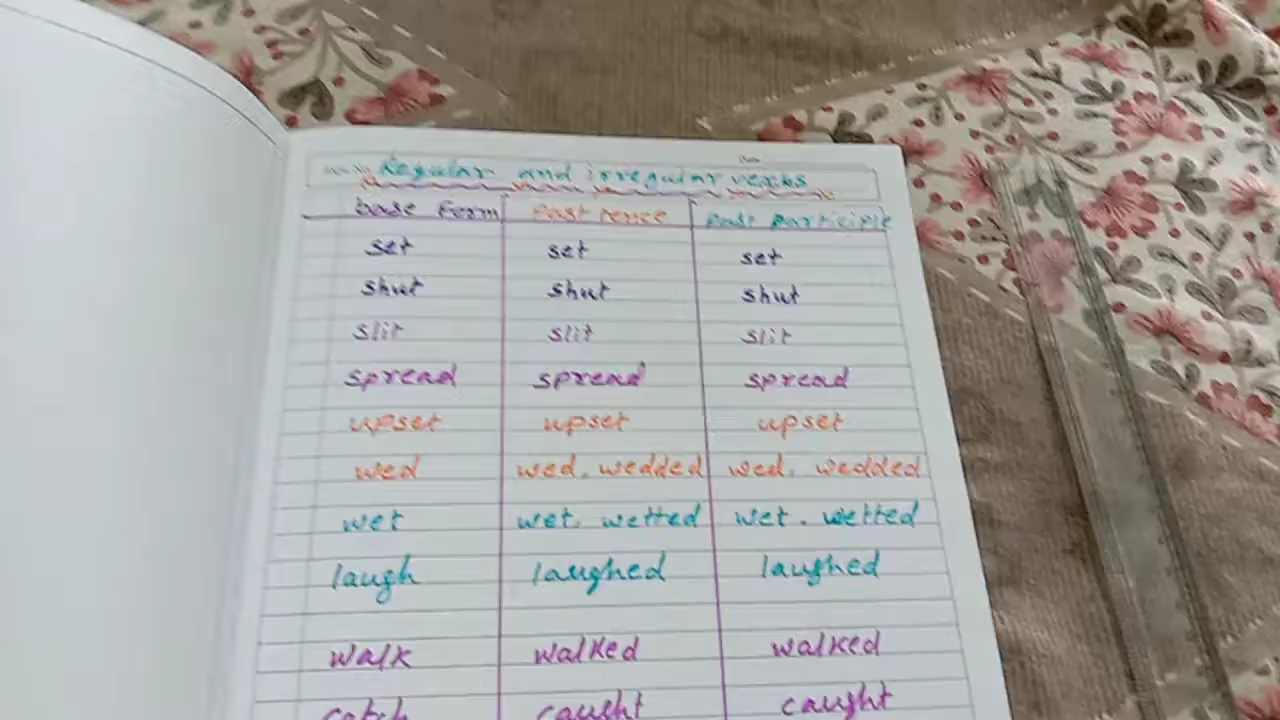 Regular and irregular verbs
base Form Past tence Past participle
set set set
shut shut shut
slit slit slit
spread spread spread
upset upset upset
wed wed. wedded wed. wedded
wet wet. wetted wet. wetted
laugh laughed laughed
walk walked walked
catch caught caught